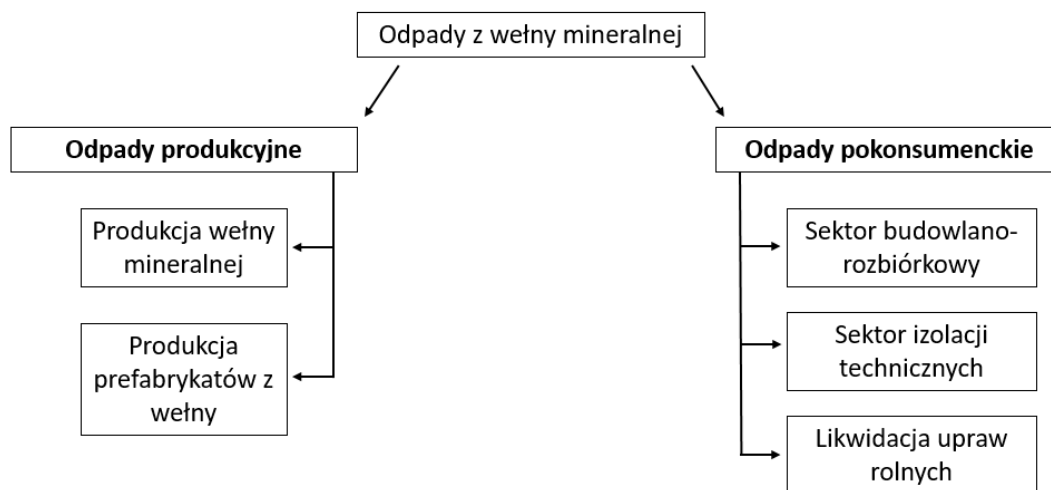 Odpady z wełny mineralnej
Odpady produkcyjne
Odpady pokonsumenckie
Produkcja wełny
mineralnej
Produkcja
prefabrykatów z
wełny
Sektor budowlano-
rozbiórkowy
Sektor izolacji
technicznych
Likwidacja upraw
rolnych